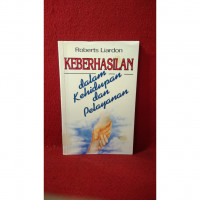 Roberts Liardon
KEBERHASILAN
dalam
Kehidupan
dan
Pelayanan